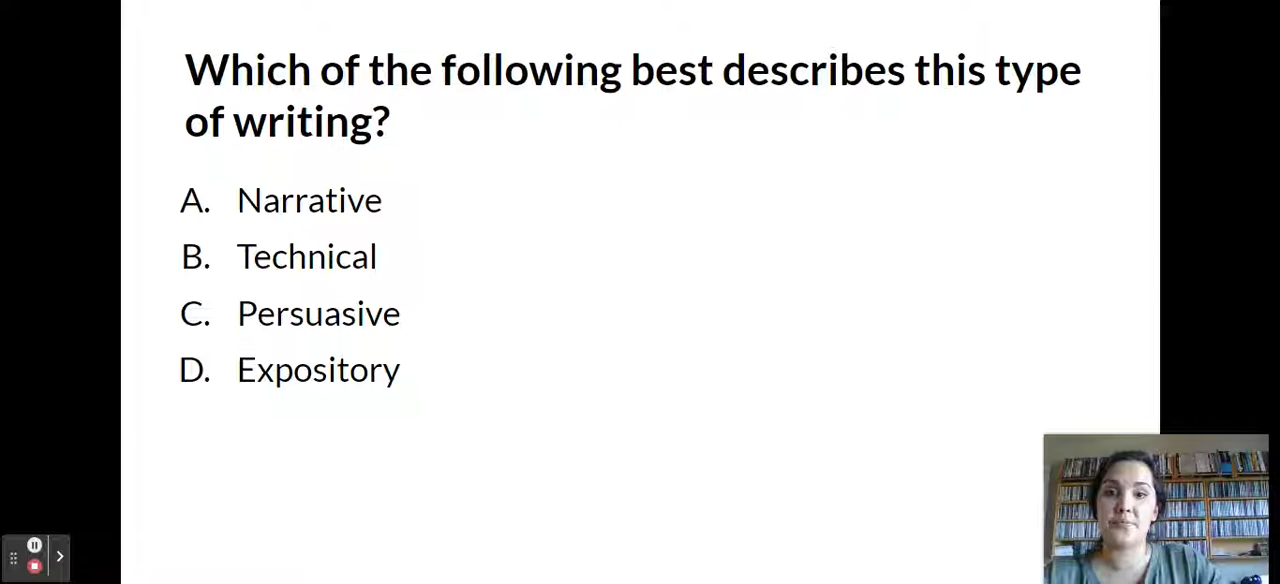 Which of the following best describes this type
of writing?
A. Narrative
B. Technical
C. Persuasive
D. Expository